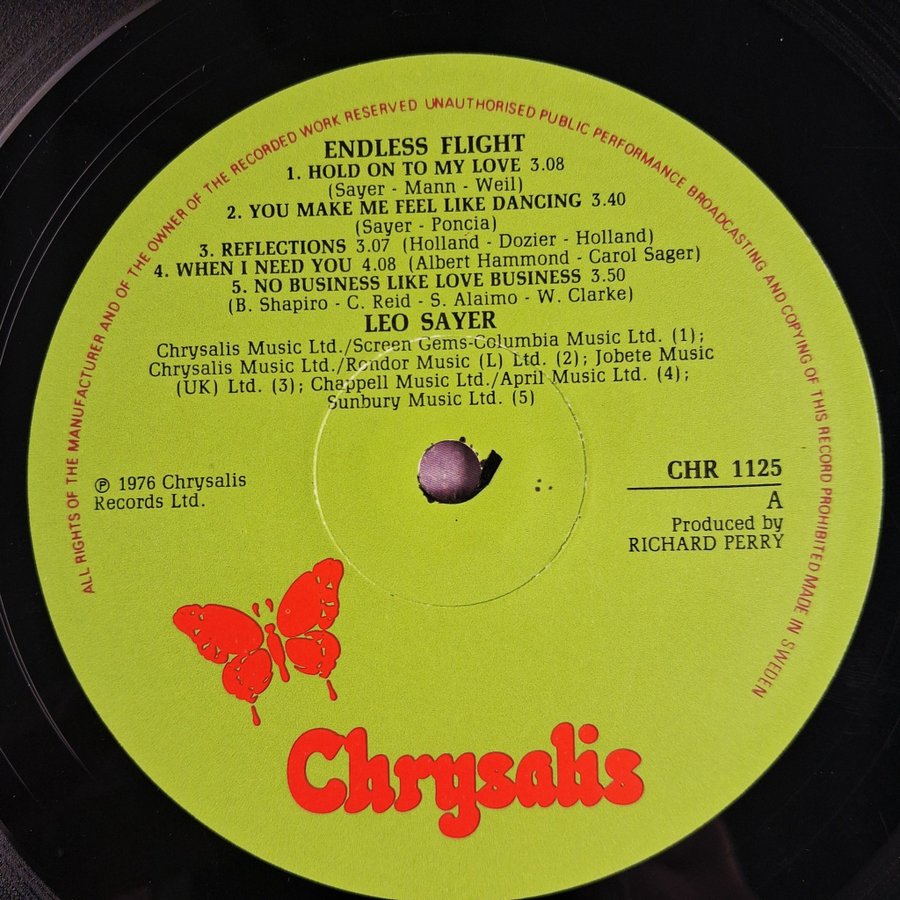 ALL RIGHTS OF THE MANUFACTURER AND OF THE OWNER OF THE RECORDED WORK RESERVED UNAUTHORISED PUBLIC PERFORMANCE BROADCASTING AND COPYING OF THIS RECORD PROHIBITED MADE IN SWEDEN
ENDLESS FLIGHT
1. HOLD ON TO MY LOVE 3.08
(Sayer - Mann - Weil)
2. YOU MAKE ME FEEL LIKE DANCING 3.40
(Sayer - Poncia)
3. REFLECTIONS 3.07 (Holland - Dozier - Holland)
4. WHEN I NEED YOU 4.08 (Albert Hammond - Carol Sager)
5. NO BUSINESS LIKE LOVE BUSINESS 3.50
(B. Shapiro - C. Reid - S. Alaimo - W. Clarke)
LEO SAYER
Chrysalis Music Ltd./Screen Gems-Columbia Music Ltd. (1);
Chrysalis Music Ltd./Rondor Music (L) Ltd. (2); Jobete Music
(UK) Ltd. (3); Chappell Music Ltd./April Music Ltd. (4);
Sunbury Music Ltd. (5)
℗ 1976 Chrysalis
Records Ltd.
CHR 1125
A
Produced by
RICHARD PERRY
Chrysalis